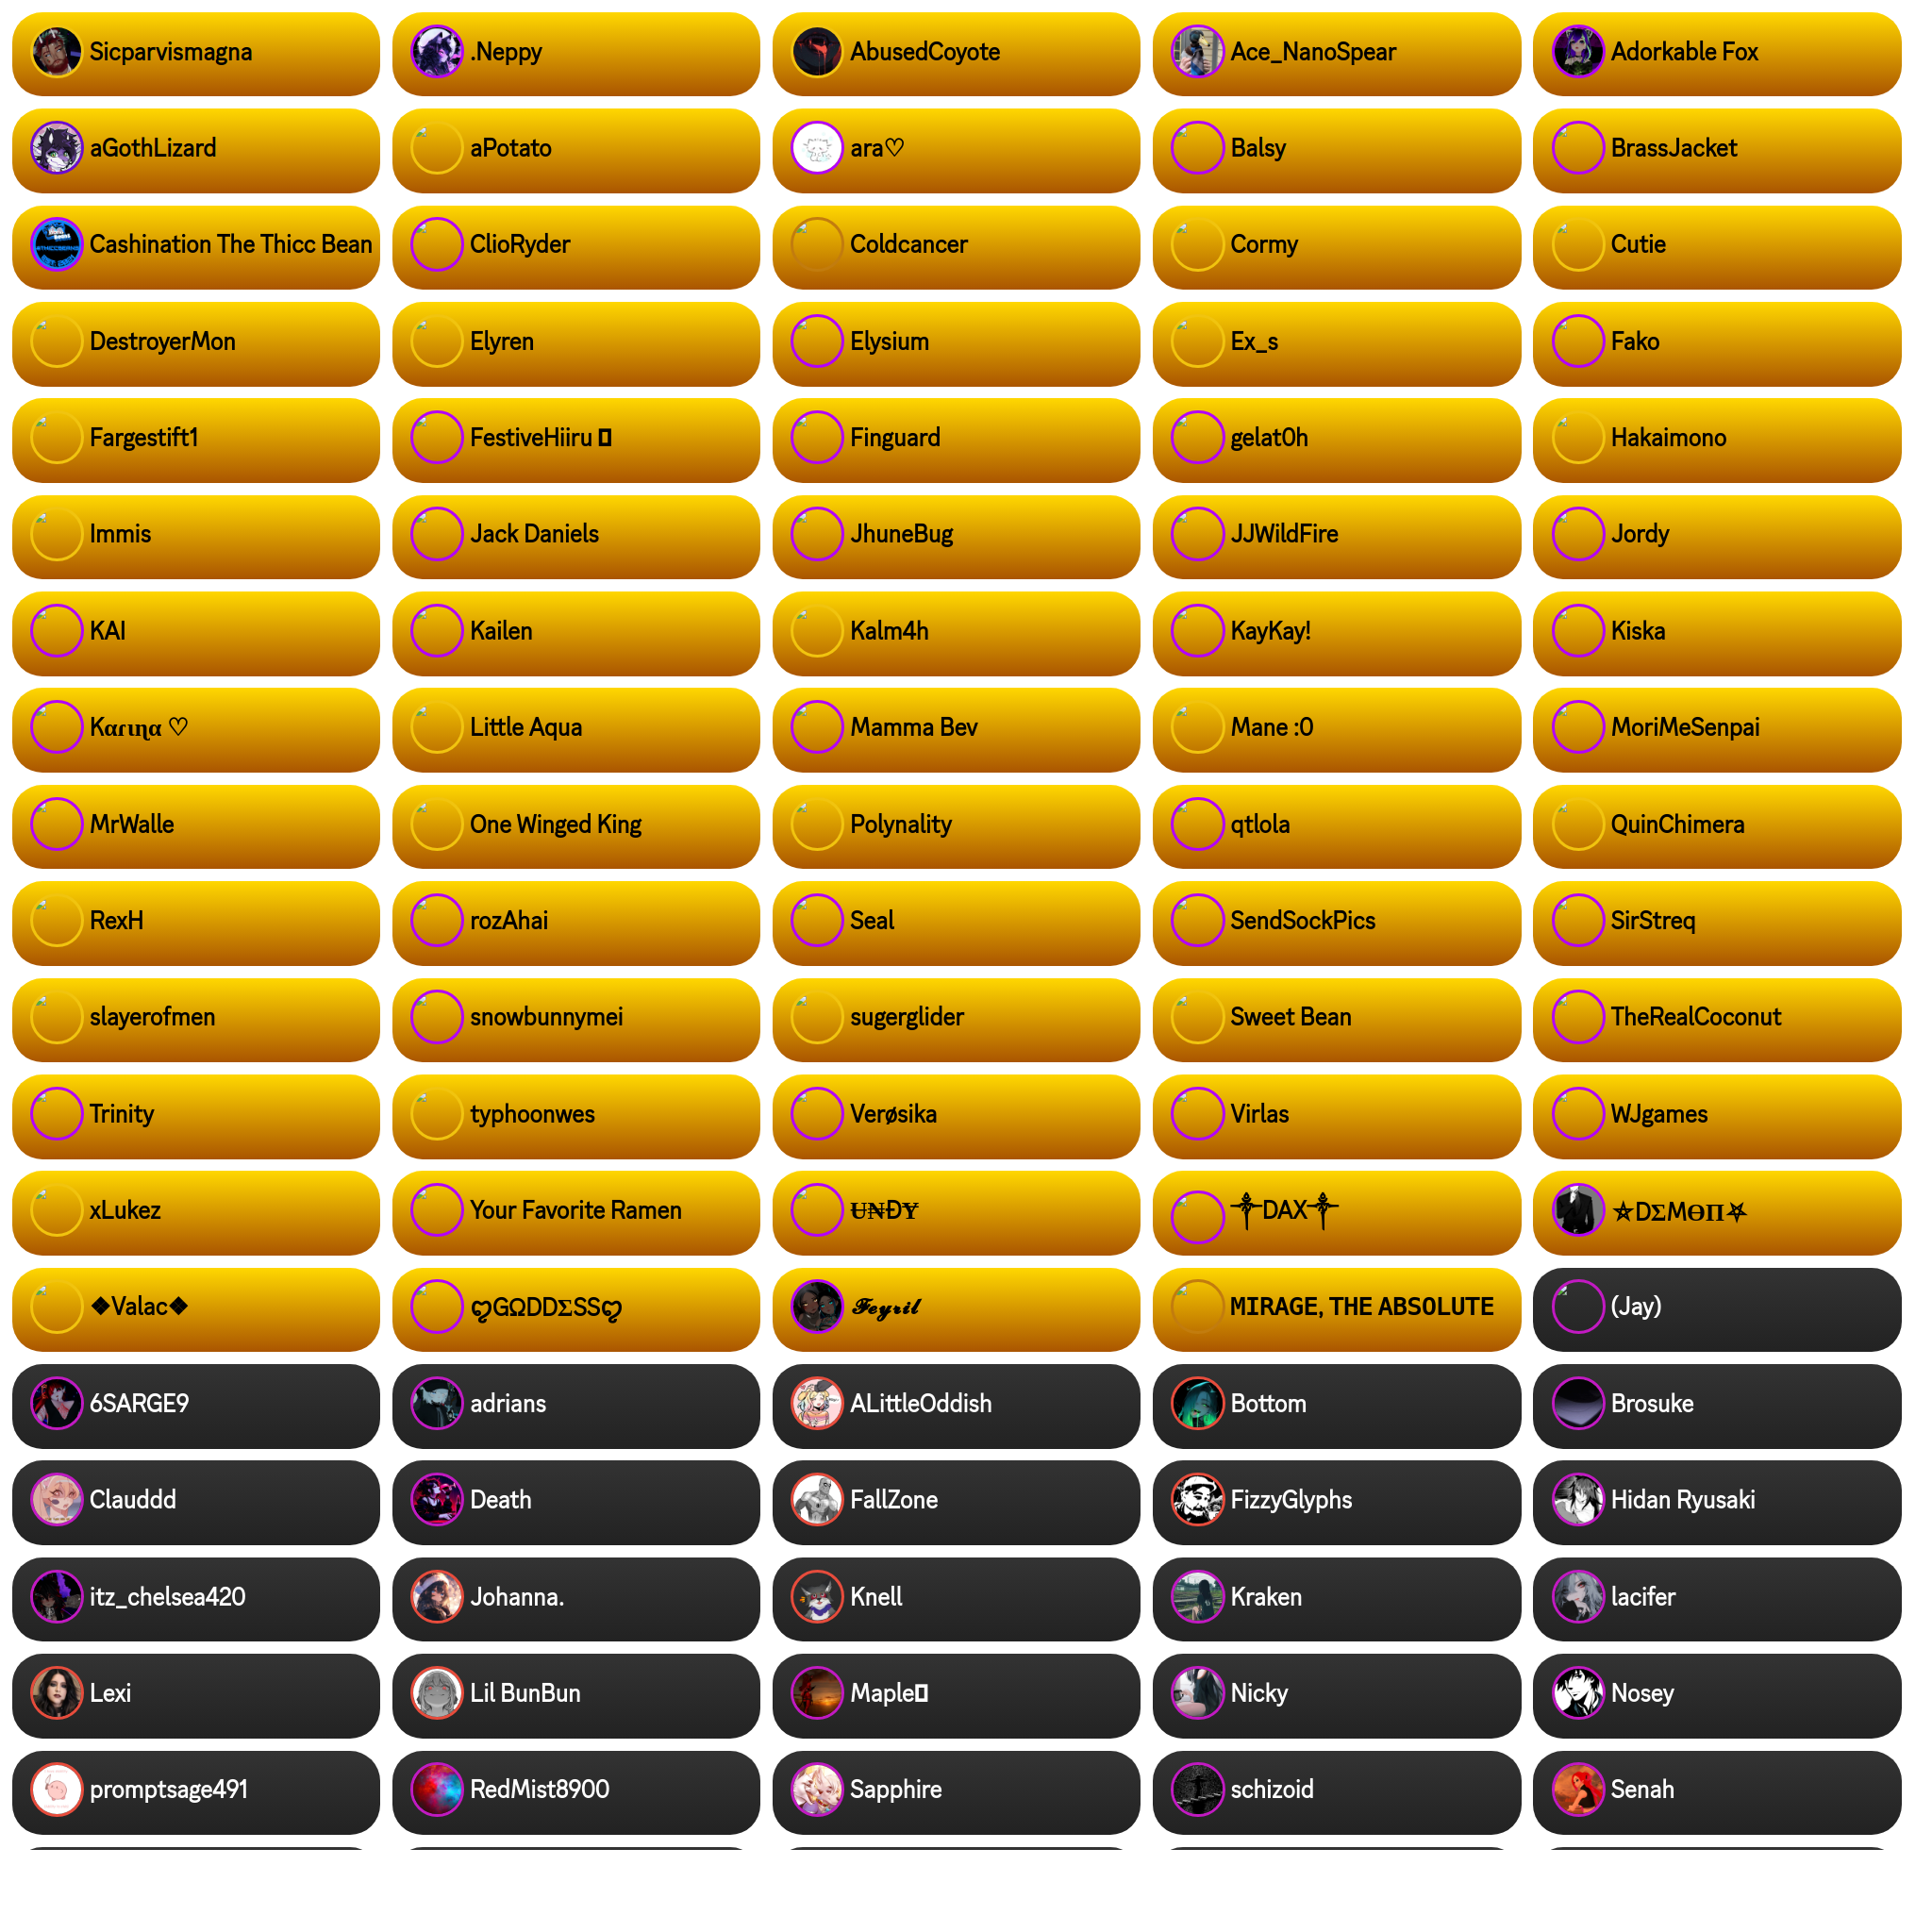 Sicparvismagna
.Neppy
AbusedCoyote
Ace_NanoSpear
Adorkable Fox
aGothLizard
aPotato
ara♡
Balsy
BrassJacket
Cashination The Thicc Bean
ClioRyder
Coldcancer
Cormy
Cutie
DestroyerMon
Elyren
Elysium
Ex_s
Fako
Fargestift1
FestiveHiiru
Finguard
gelat0h
Hakaimono
Immis
Jack Daniels
JhuneBug
JJWildFire
Jordy
KAI
Kailen
Kalm4h
KayKay!
Kiska
Kαɾιɳα ♡
Little Aqua
Mamma Bev
Mane :0
MoriMeSenpai
MrWalle
One Winged King
Polynality
qtlola
QuinChimera
RexH
rozAhai
Seal
SendSockPics
SirStreq
slayerofmen
snowbunnymei
sugerglider
Sweet Bean
TheRealCoconut
Trinity
typhoonwes
Verøsika
Virlas
WJgames
xLukez
Your Favorite Ramen
ɄŇĐɎ
༒DAX༒
⛤DΣMӨΠ⛧
❖Valac❖
ღGΩDDΣSSღ
𝓕𝓮𝔂𝓻𝓲𝓵
MIRAGE, THE ABSOLUTE
(Jay)
6SARGE9
adrians
ALittleOddish
Bottom
Brosuke
Clauddd
Death
FallZone
FizzyGlyphs
Hidan Ryusaki
itz_chelsea420
Johanna.
Knell
Kraken
lacifer
Lexi
Lil BunBun
Maple
Nicky
Nosey
promptsage491
RedMist8900
Sapphire
schizoid
Senah